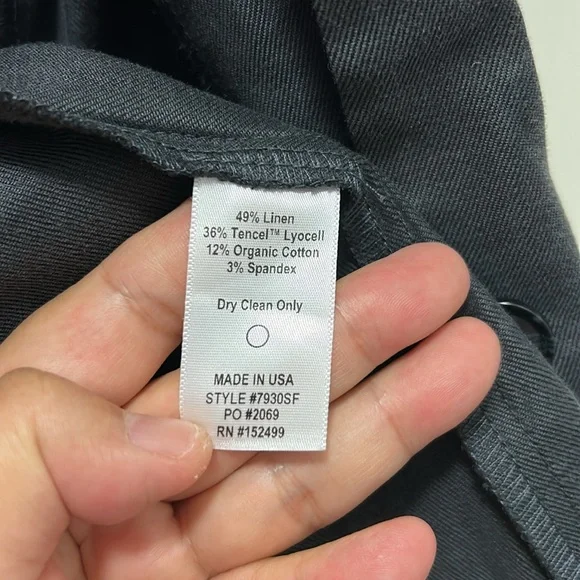 49% Linen
36% Tencel™ Lyocell
12% Organic Cotton
3% Spandex
Dry Clean Only
MADE IN USA
STYLE #7930SF
PO #2069
RN #152499